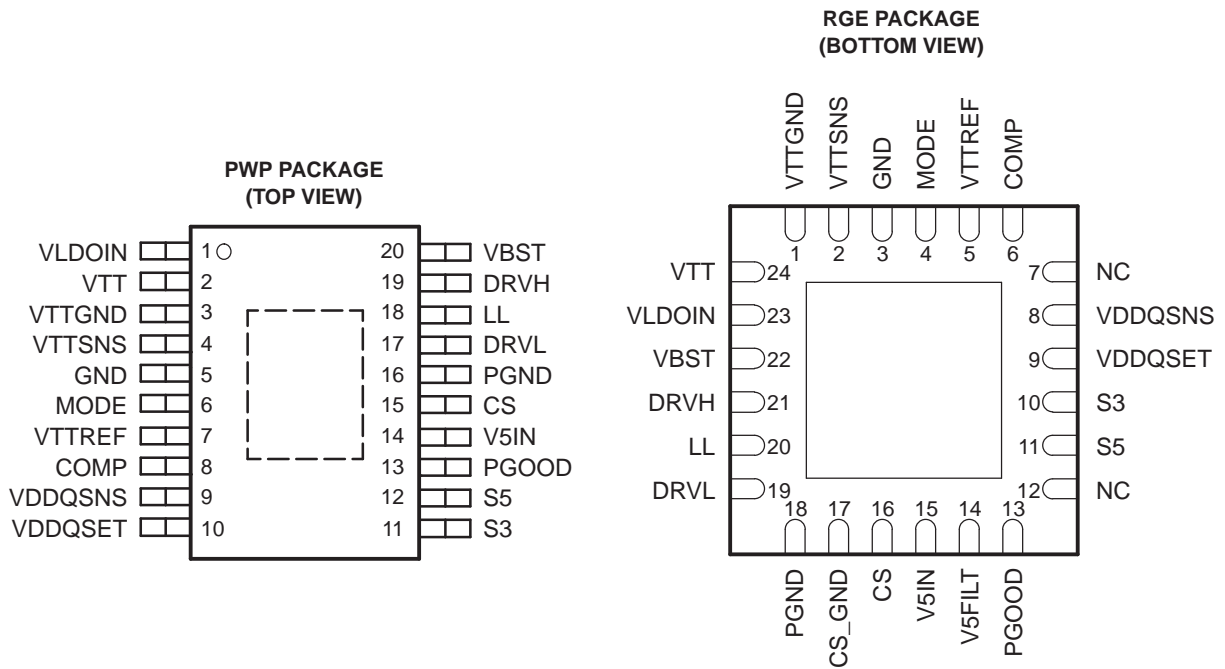 PWP PACKAGE
(TOP VIEW)
VLDOIN 1 20 VBST
VTT 2 19 DRVH
VTTGND 3 18 LL
VTTSNS 4 17 DRVL
GND 5 16 PGND
MODE 6 15 CS
VTTREF 7 14 V5IN
COMP 8 13 PGOOD
VDDQSNS 9 12 S5
VDDQSET 10 11 S3
RGE PACKAGE
(BOTTOM VIEW)
VTTGND VTTSNS GND MODE VTTREF COMP
1 2 3 4 5 6
VTT 24 7 NC
VLDOIN 23 8 VDDQSNS
VBST 22 9 VDDQSET
DRVH 21 10 S3
LL 20 11 S5
DRVL 19 12 NC
18 17 16 15 14 13
PGND CS_GND CS V5IN V5FILT PGOOD